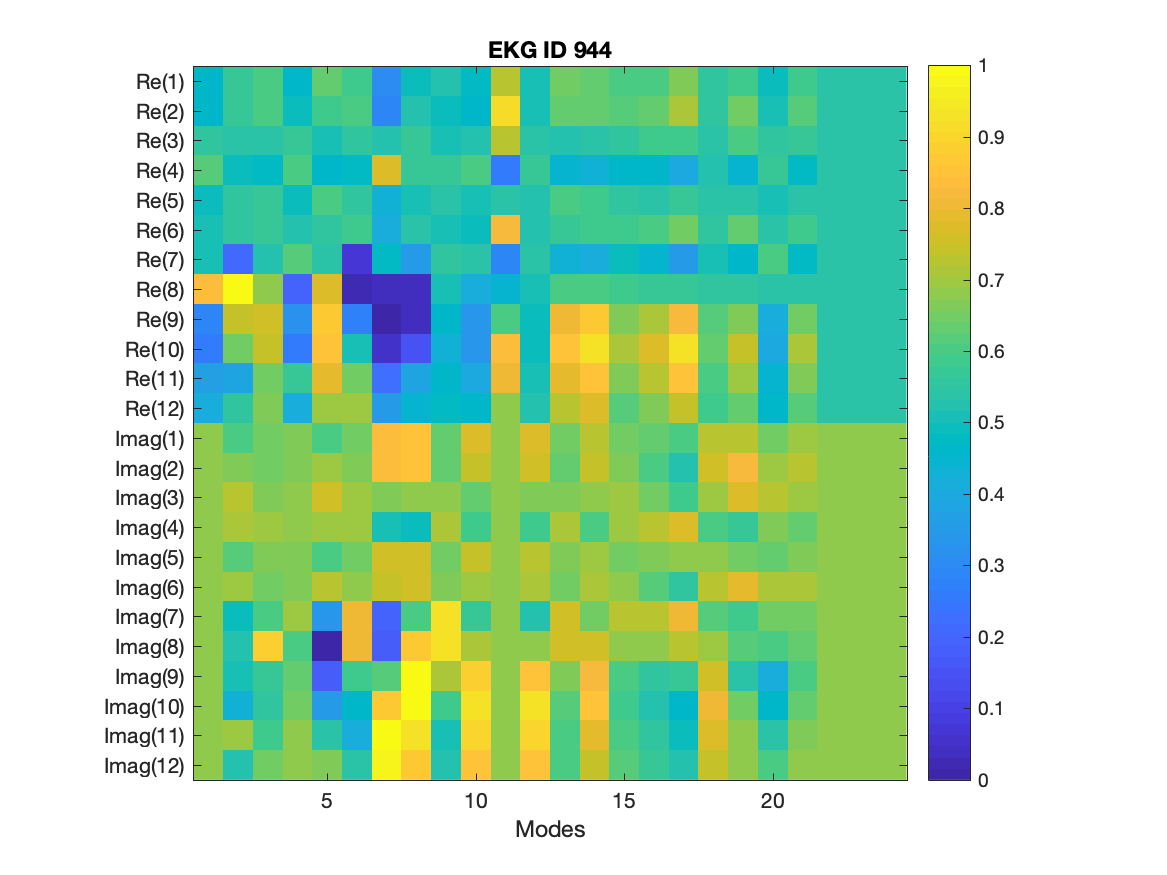 EKG ID 944
Re(1)
Re(2)
Re(3)
Re(4)
Re(5)
Re(6)
Re(7)
Re(8)
Re(9)
Re(10)
Re(11)
Re(12)
Imag(1)
Imag(2)
Imag(3)
Imag(4)
Imag(5)
Imag(6)
Imag(7)
Imag(8)
Imag(9)
Imag(10)
Imag(11)
Imag(12)
5 10 15 20
Modes
1
0.9
0.8
0.7
0.6
0.5
0.4
0.3
0.2
0.1
0